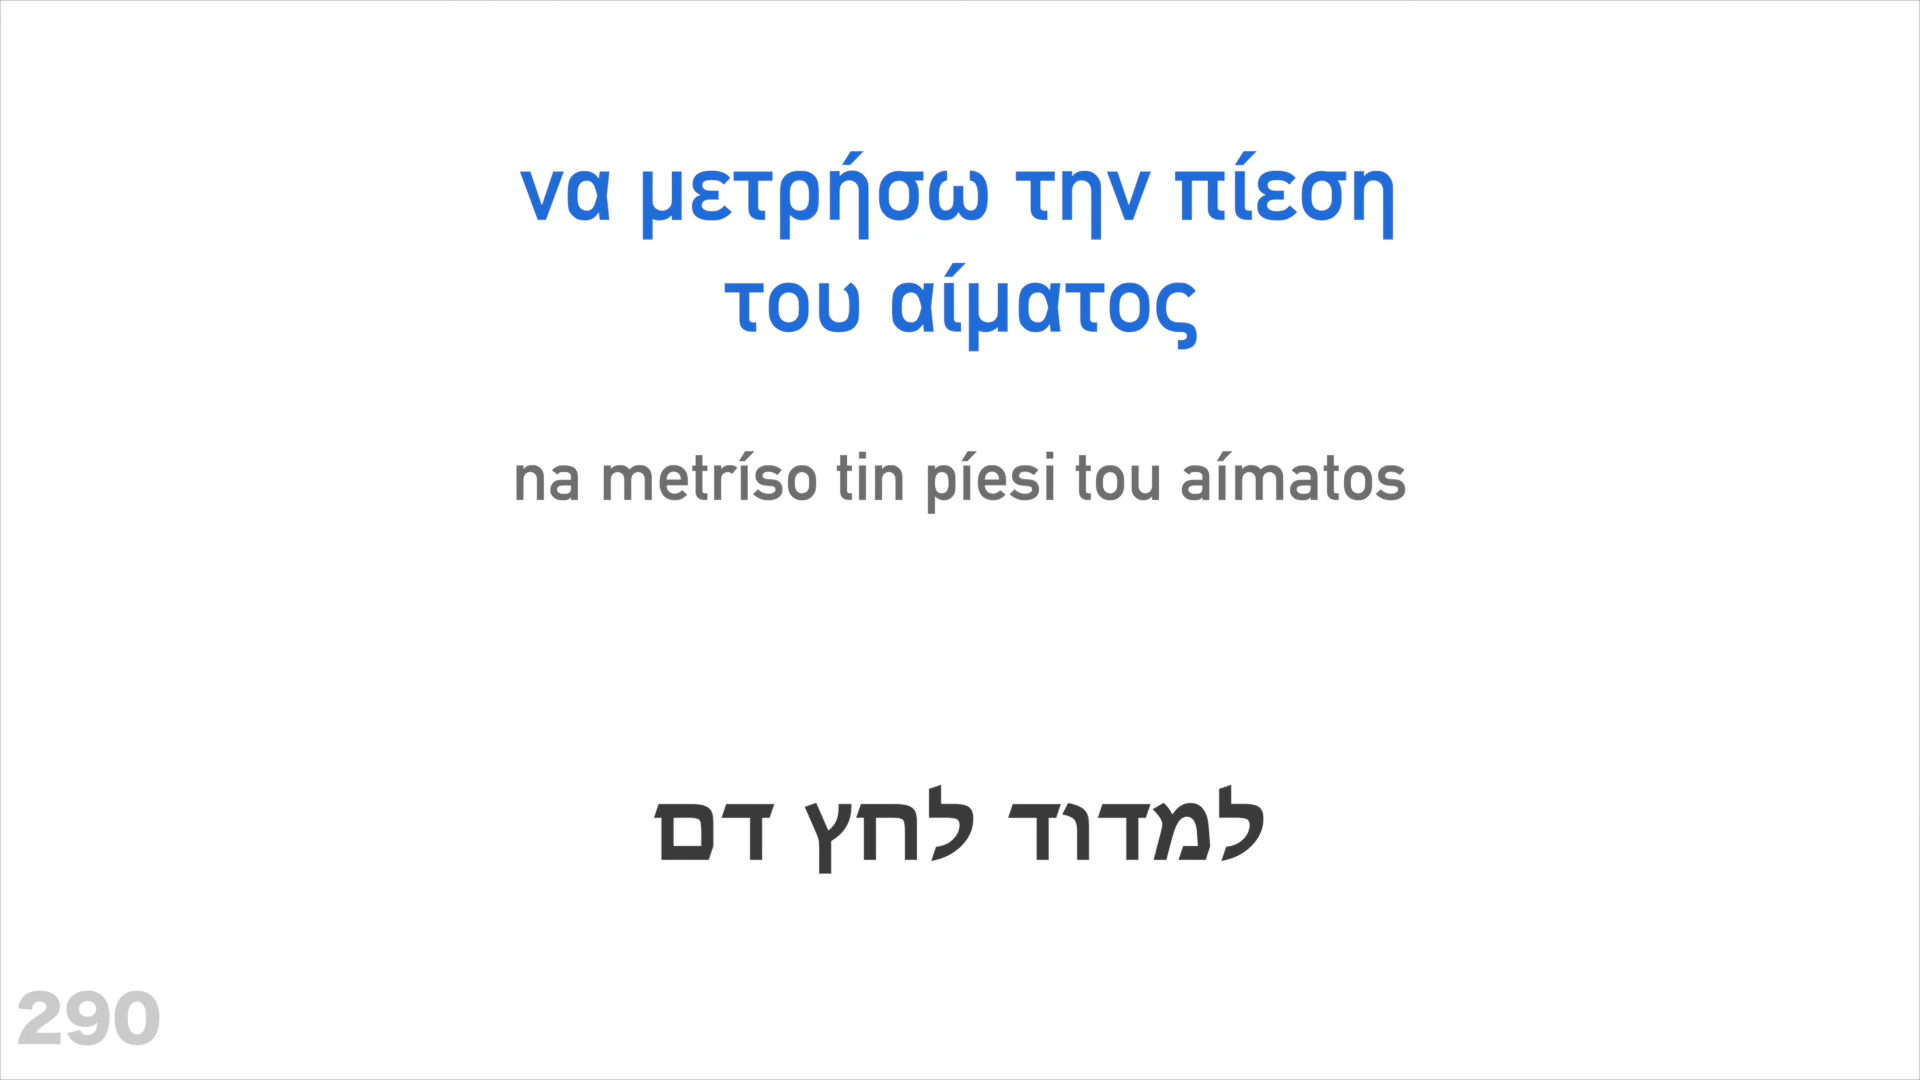 να μετρήσω την πίεση
του αίματος
na metríso tin píesi tou aímatos
למדוד לחץ דם
290